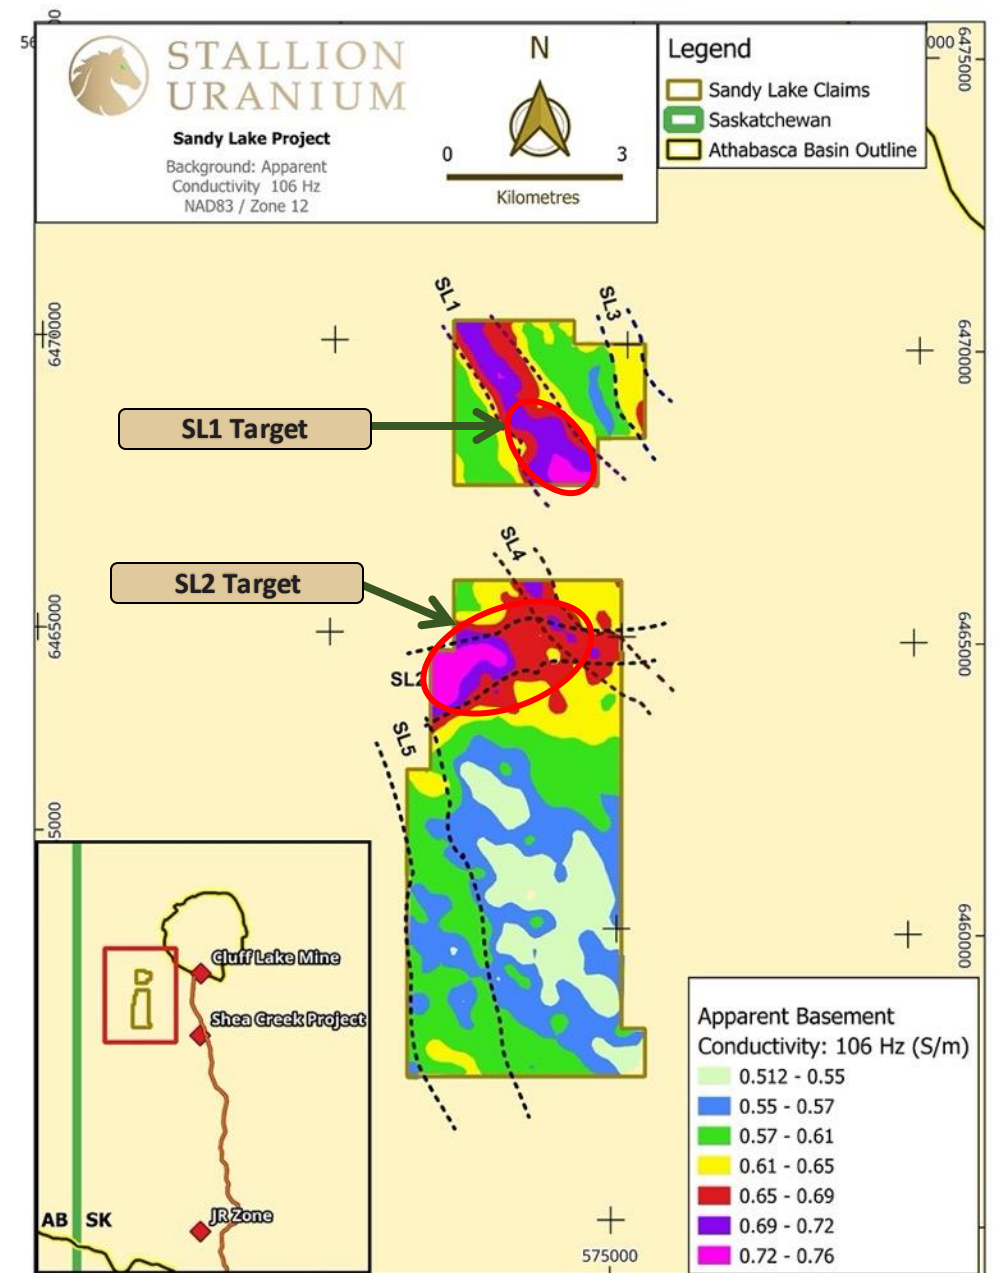 STALLION
URANIUM
Sandy Lake Project
Background: Apparent
Conductivity 106 Hz
NAD83 / Zone 12
N
0 3
Kilometres
Legend
Sandy Lake Claims
Saskatchewan
Athabasca Basin Outline
56
00
000
6475000
6470000
6470000
SL1
SL3
SL1 Target
SL4
SL2 Target
6465000
6465000
SL2
SL5
5000
6460000
Cluff Lake Mine
Shea Creek Project
JR Zone
AB SK
575000
Apparent Basement
Conductivity: 106 Hz (S/m)
0.512 - 0.55
0.55 - 0.57
0.57 - 0.61
0.61 - 0.65
0.65 - 0.69
0.69 - 0.72
0.72 - 0.76